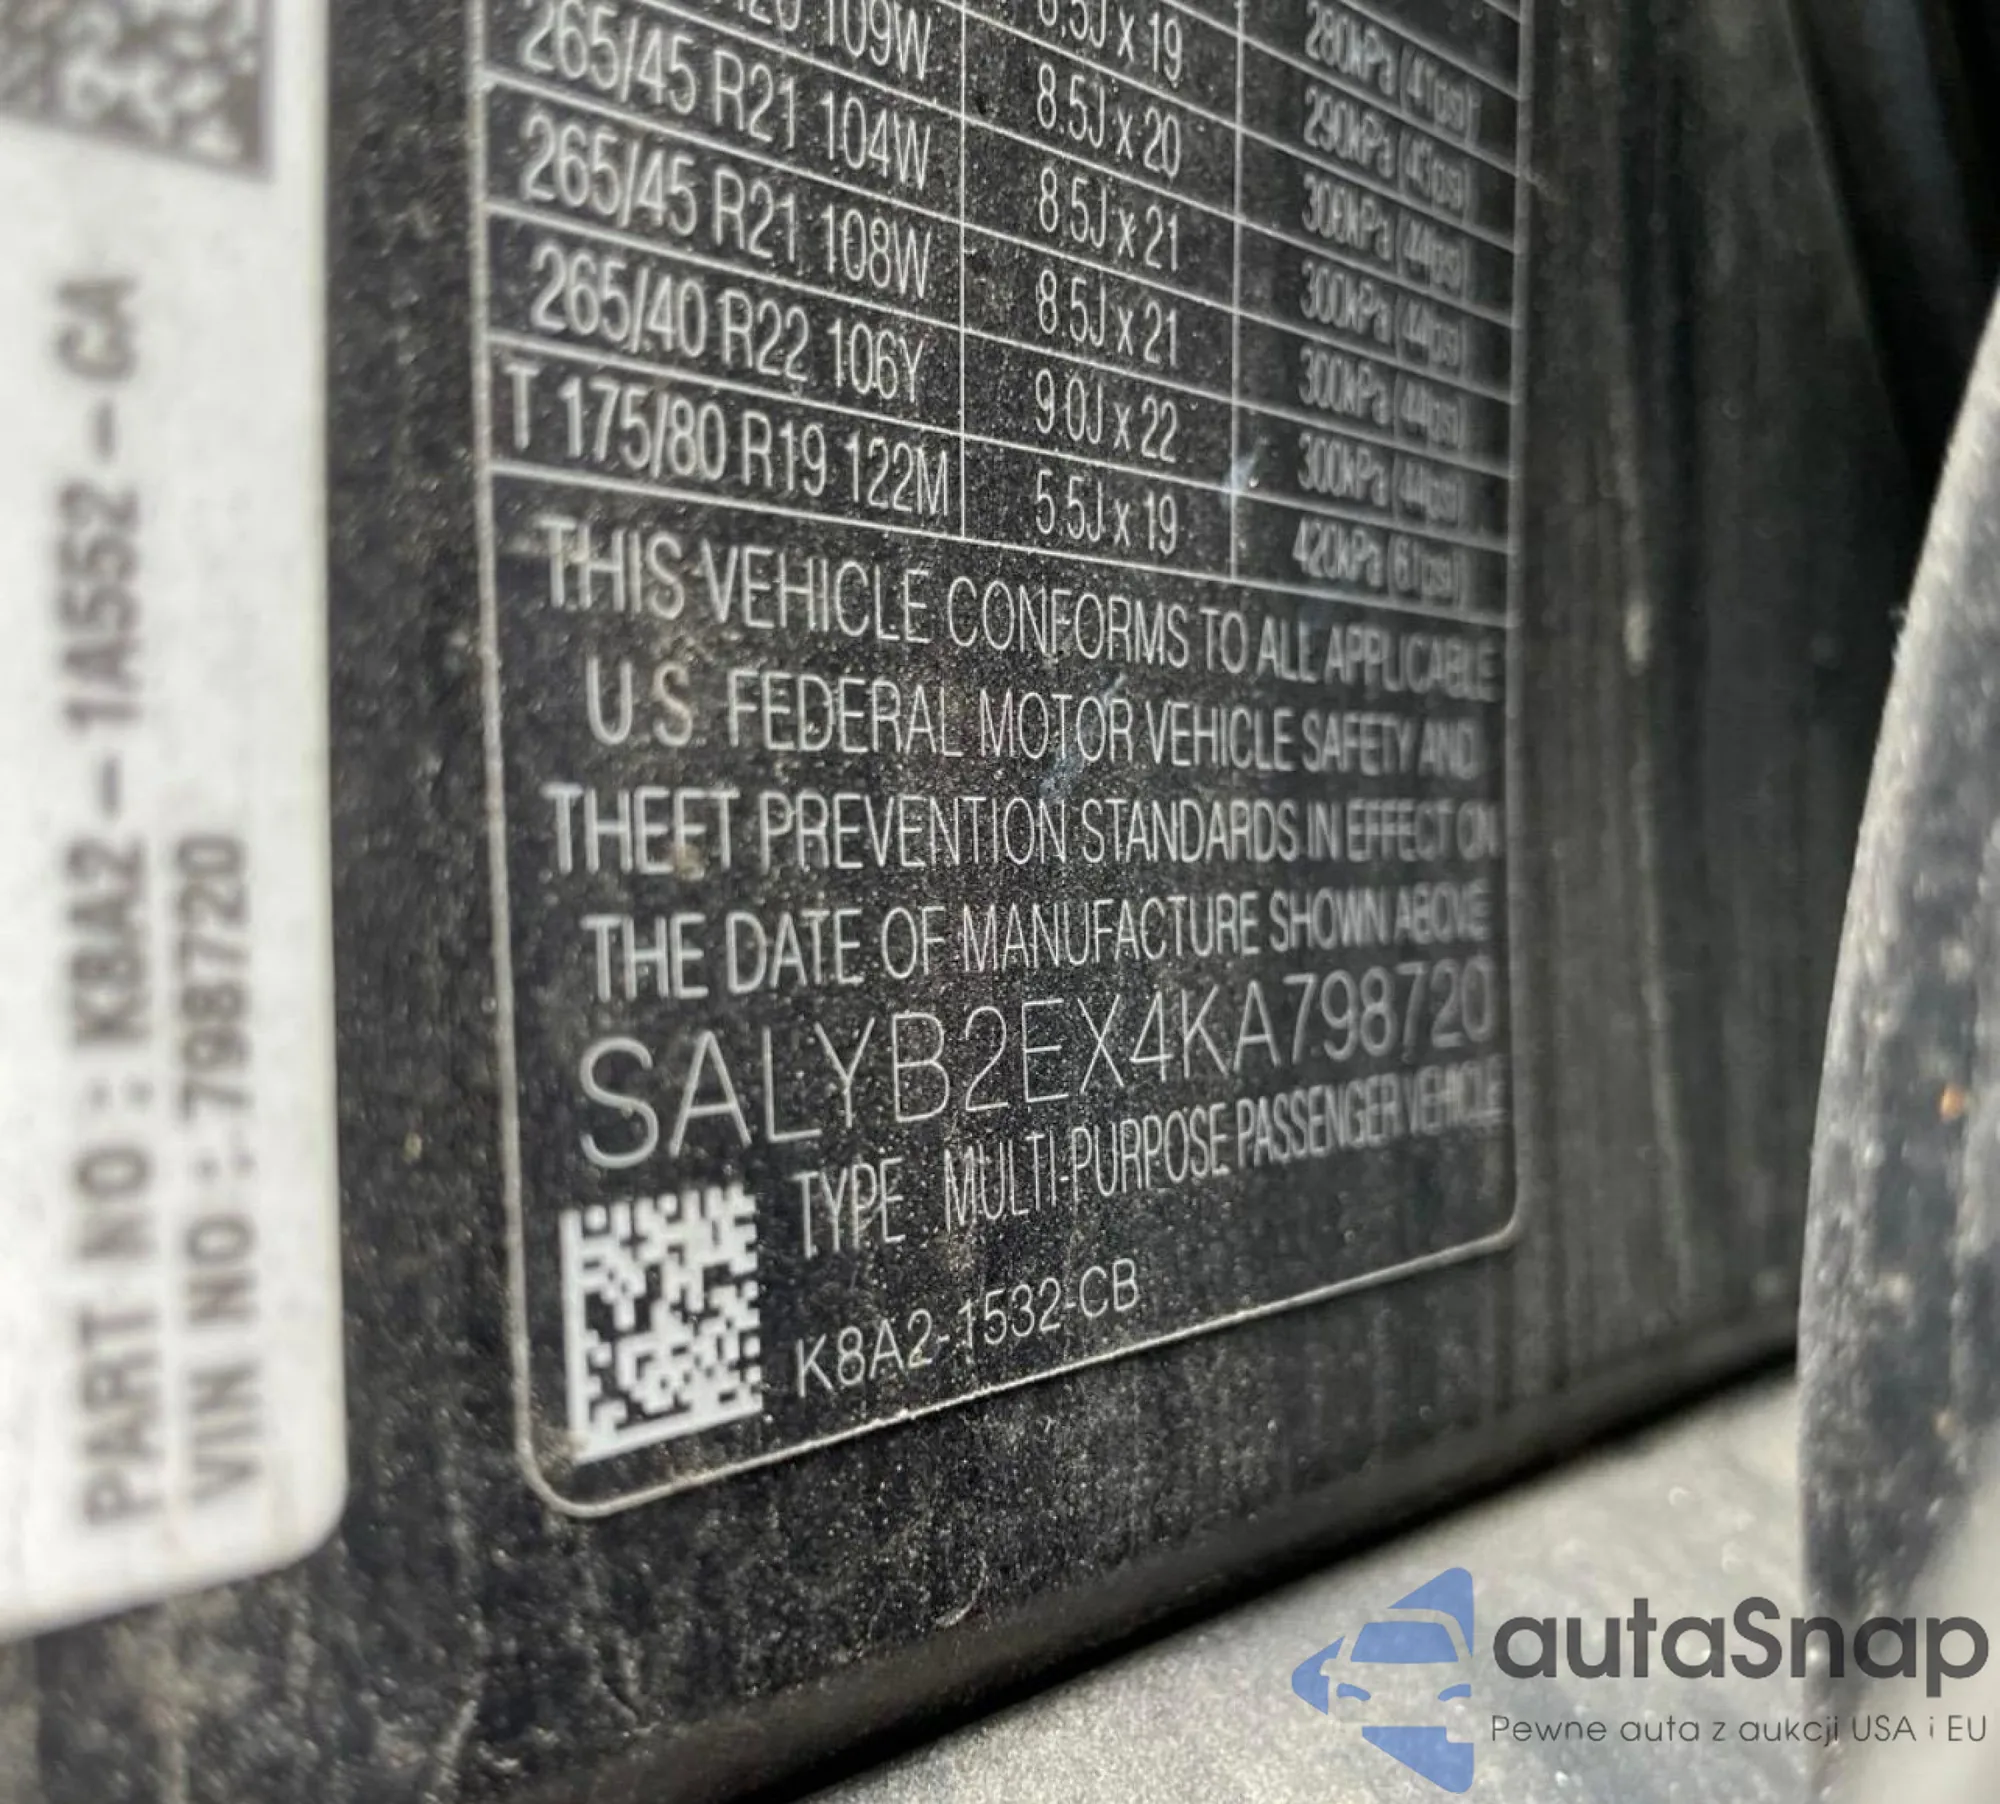 PART NO : K8A2-1A552-CA
VIN NO : 798720
109W
265/45 R21 104W
265/45 R21 108W
265/40 R22 106Y
T 175/80 R19 122M
8.5J x 20
8.5J x 21
8.5J x 21
9.0J x 22
5.5J x 19
280kPa (41psi)
300kPa (44psi)
300kPa (44psi)
300kPa (44psi)
420kPa (61psi)
THIS VEHICLE CONFORMS TO ALL APPLICABLE
U.S. FEDERAL MOTOR VEHICLE SAFETY AND
THEFT PREVENTION STANDARDS IN EFFECT ON
THE DATE OF MANUFACTURE SHOWN ABOVE
SALYB2EX4KA798720
TYPE MULTI-PURPOSE PASSENGER VEHICLE
K8A2-1532-CB
autaSnap
Pewne auta z aukcji USA i EU